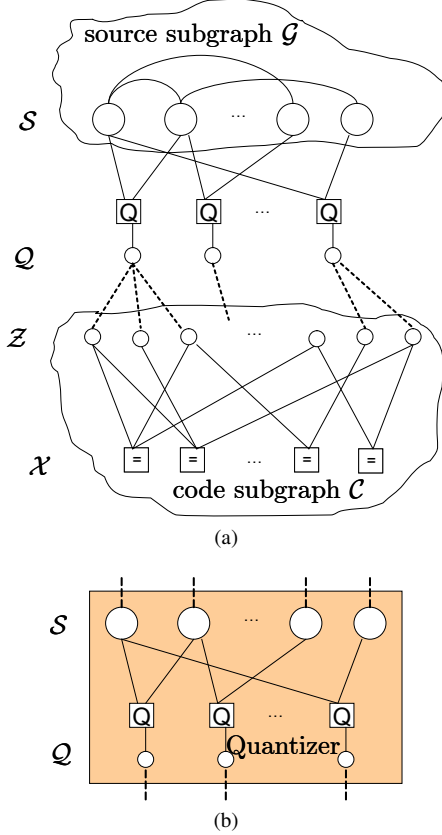 source subgraph 𝒢
𝒮
...
Q Q ... Q
𝒬
𝒵
...
= = ... = =
𝒳
code subgraph 𝒞
(a)
𝒮
...
Q Q ... Q
Quantizer
𝒬
(b)